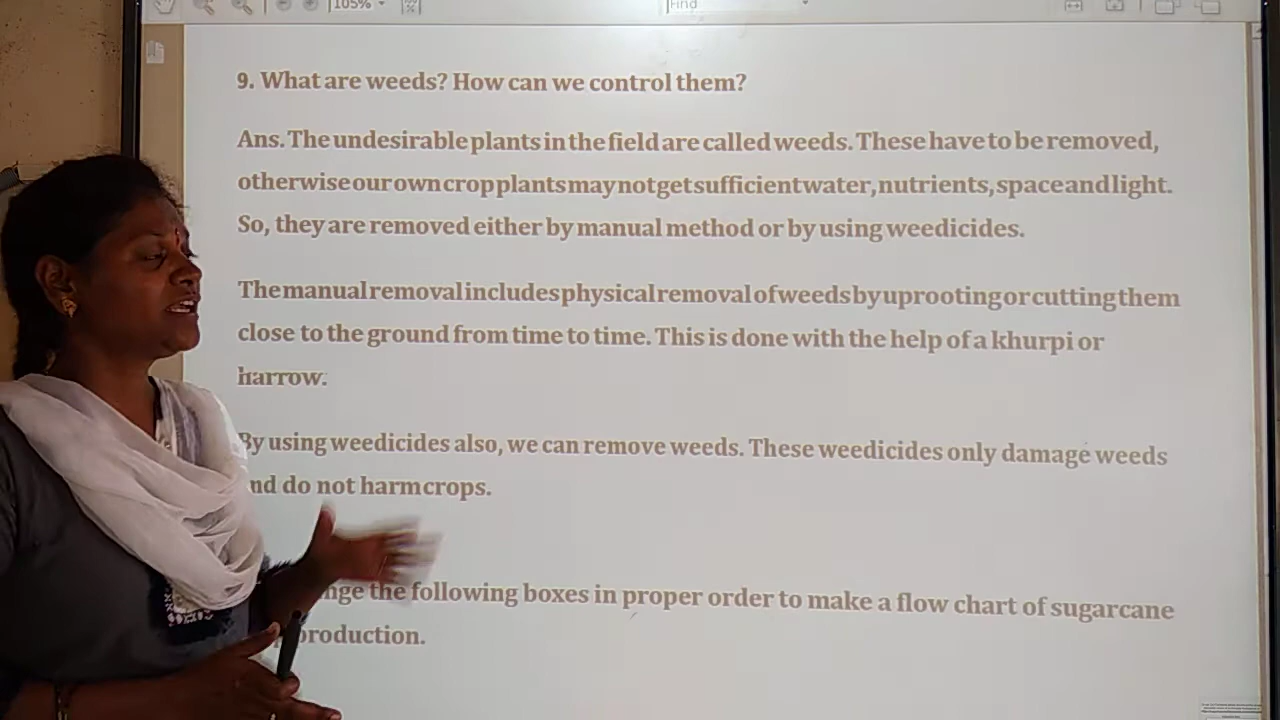 105%
Find
9. What are weeds? How can we control them?
Ans. The undesirable plants in the field are called weeds. These have to be removed,
otherwise our own crop plants may not get sufficient water, nutrients, space and light.
So, they are removed either by manual method or by using weedicides.
The manual removal includes physical removal of weeds by uprooting or cutting them
close to the ground from time to time. This is done with the help of a khurpi or
harrow.
By using weedicides also, we can remove weeds. These weedicides only damage weeds
nd do not harm crops.
nge the following boxes in proper order to make a flow chart of sugarcane
production.